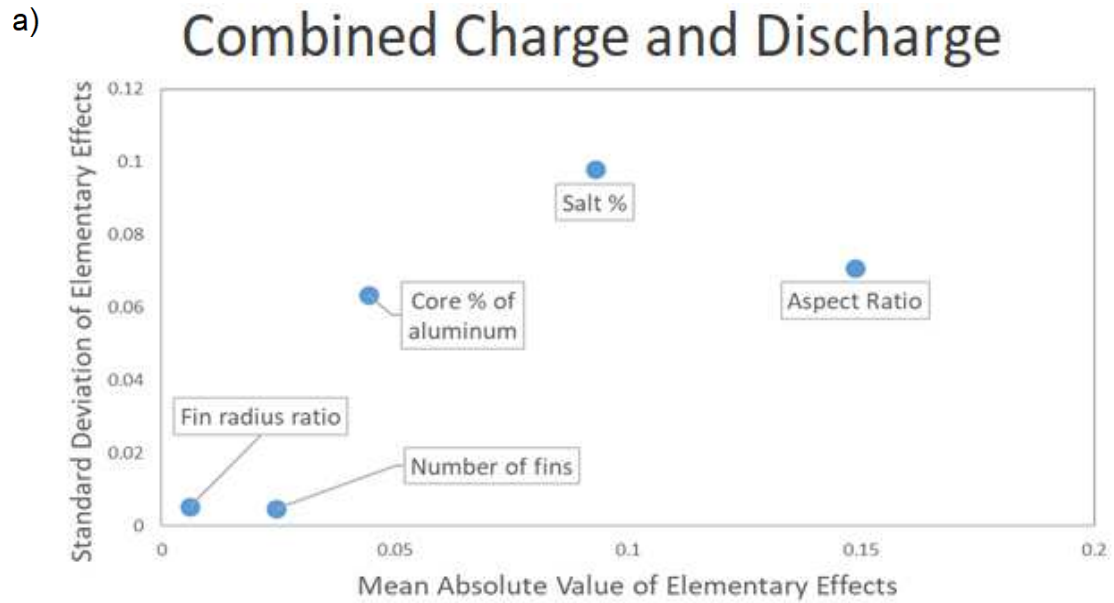 a)
Combined Charge and Discharge
Standard Deviation of Elementary Effects
0.12
0.1
0.08
0.06
0.04
0.02
0
Salt %
Aspect Ratio
Core % of
aluminum
Fin radius ratio
Number of fins
0
0.05
0.1
0.15
0.2
Mean Absolute Value of Elementary Effects